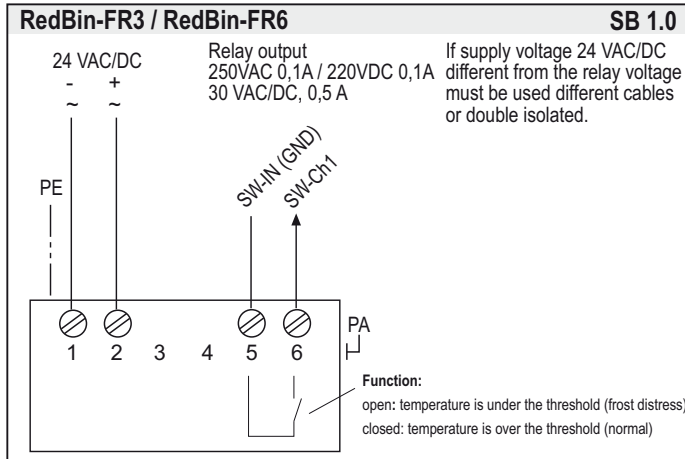 RedBin-FR3 / RedBin-FR6
SB 1.0
24 VAC/DC
- +
~ ~
Relay output
250VAC 0,1A / 220VDC 0,1A
30 VAC/DC, 0,5 A
If supply voltage 24 VAC/DC
different from the relay voltage
must be used different cables
or double isolated.
PE
SW-IN (GND)
SW-Ch1
PA
1 2 3 4 5 6
Function:
open: temperature is under the threshold (frost distress)
closed: temperature is over the threshold (normal)